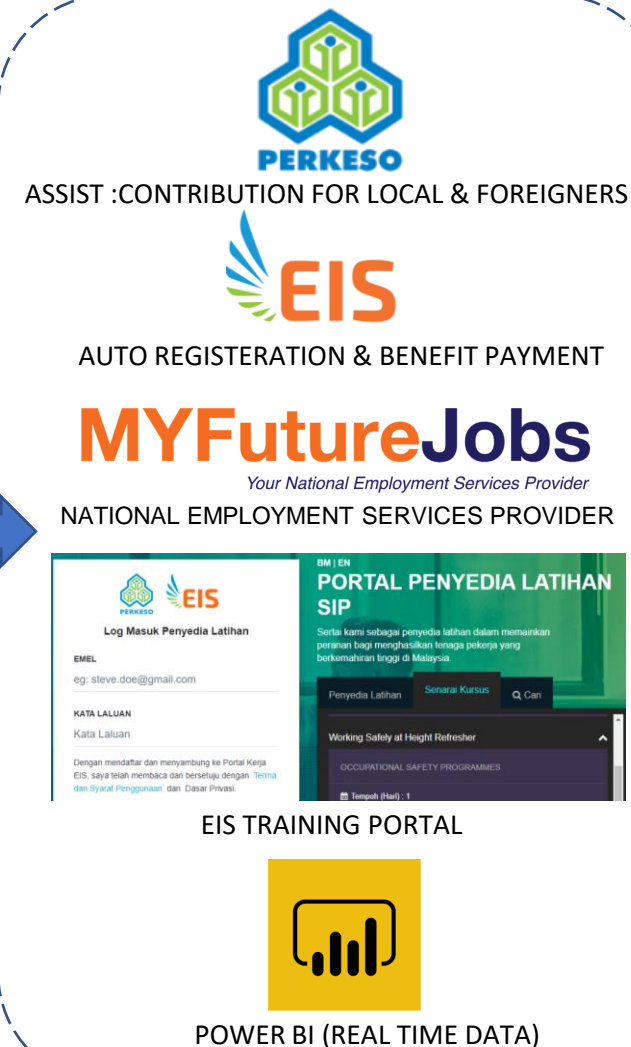 PERKESO
ASSIST :CONTRIBUTION FOR LOCAL & FOREIGNERS
EIS
AUTO REGISTERATION & BENEFIT PAYMENT
MYFutureJobs
Your National Employment Services Provider
NATIONAL EMPLOYMENT SERVICES PROVIDER
PERKESO
EIS
Log Masuk Penyedia Latihan
EMEL
eg: steve.doe@gmail.com
KATA LALUAN
Kata Laluan
Dengan mendaftar dan menyambung ke Portal Kerja
EIS, saya telah membaca dan bersetuju dengan Terma
dan Syarat Penggunaan dan Dasar Privasi.
BM | EN
PORTAL PENYEDIA LATIHAN
SIP
Sertai kami sebagai penyedia latihan dalam memainkan
peranan bagi menghasilkan tenaga pekerja yang
berkemahiran tinggi di Malaysia.
Penyedia Latihan
Senarai Kursus
Cari
Working Safely at Height Refresher
OCCUPATIONAL SAFETY PROGRAMMES
Tempoh (Hari) : 1
EIS TRAINING PORTAL
POWER BI (REAL TIME DATA)